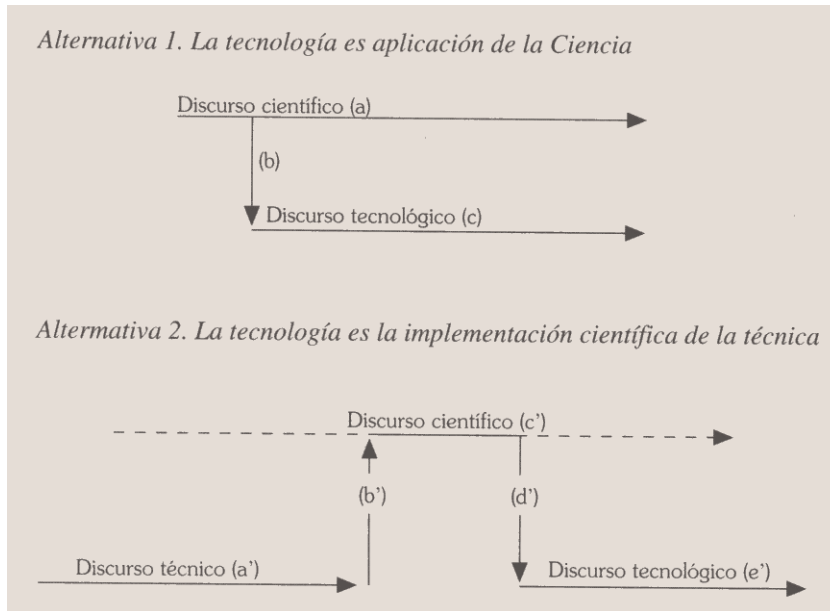 Alternativa 1. La tecnología es aplicación de la Ciencia
Discurso científico (a)
(b)
Discurso tecnológico (c)
Altermativa 2. La tecnología es la implementación científica de la técnica
Discurso científico (c')
(b')
(d')
Discurso técnico (a')
Discurso tecnológico (e')